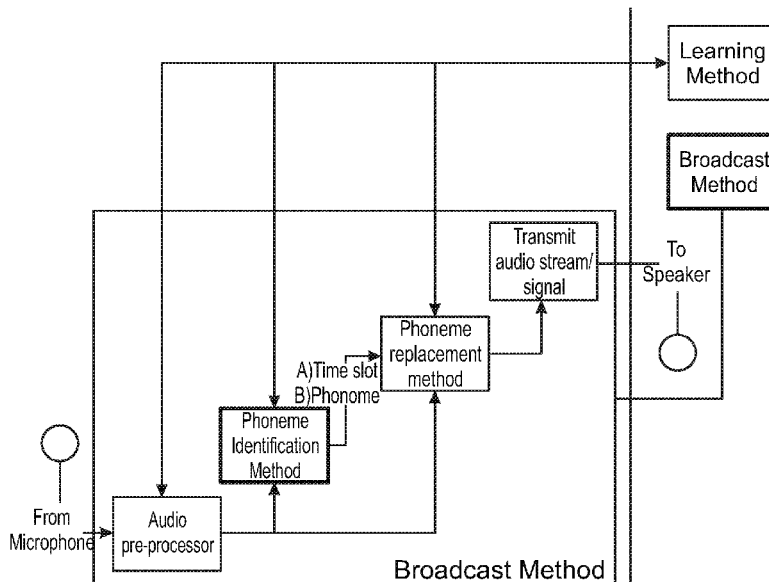 Learning
Method
Broadcast
Method
Transmit
audio stream/
signal
To
Speaker
Phoneme
replacement
method
A)Time slot
B)Phonome
Phoneme
Identification
Method
From
Microphone
Audio
pre-processor
Broadcast Method